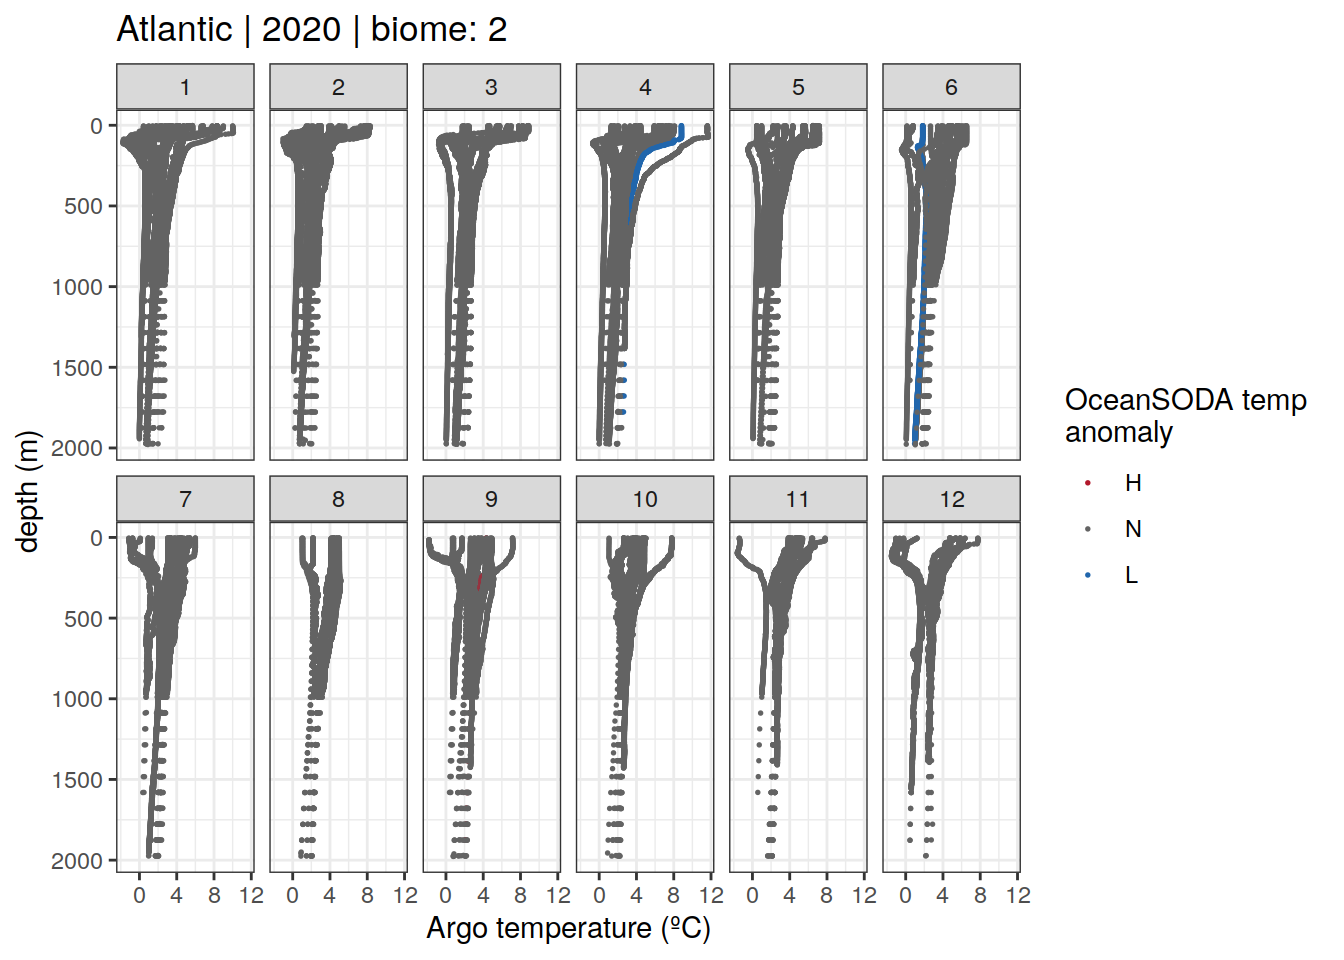 Atlantic | 2020 | biome: 2
1 2 3 4 5 6
0
500
1000
1500
2000
7 8 9 10 11 12
0
500
1000
1500
2000
0 4 8 12 0 4 8 12 0 4 8 12 0 4 8 12 0 4 8 12 0 4 8 12
depth (m)
Argo temperature (ºC)
OceanSODA temp
anomaly
H
N
L